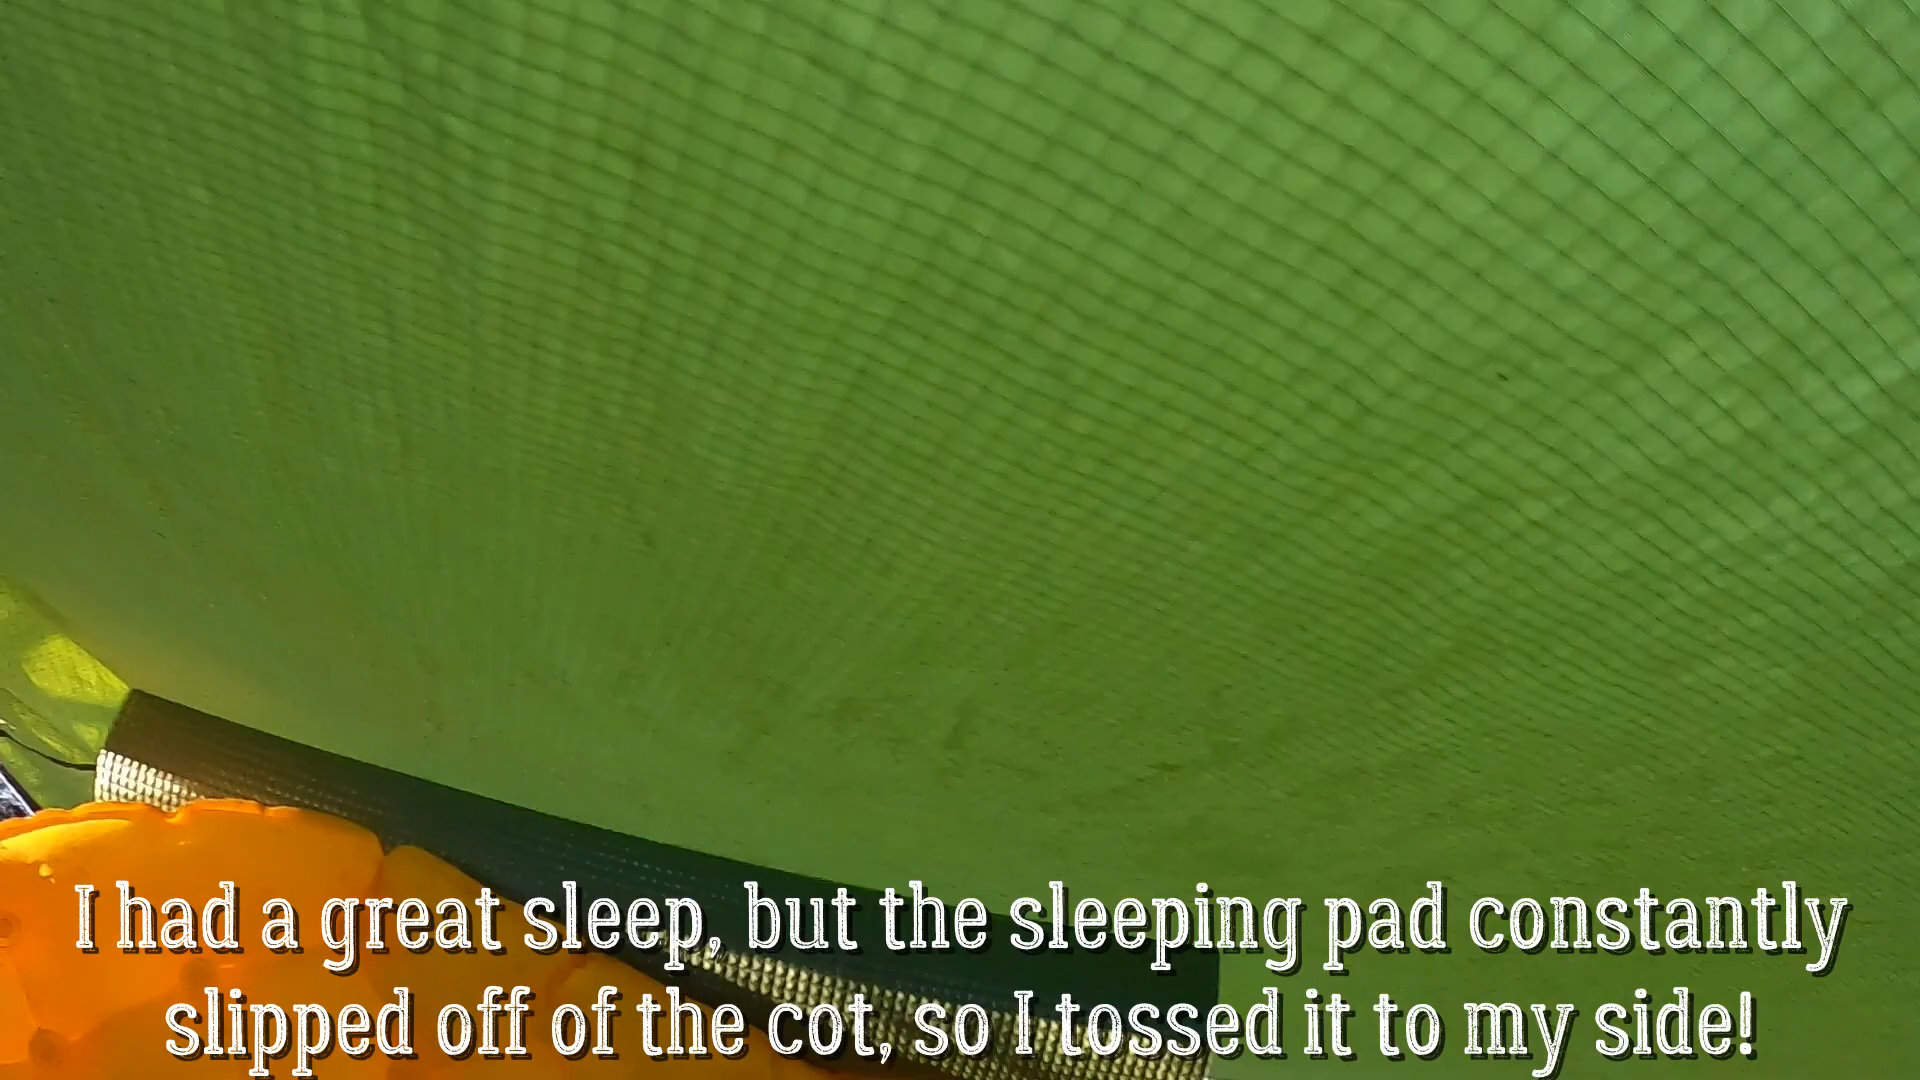 I had a great sleep, but the sleeping pad constantly
slipped off of the cot, so I tossed it to my side!